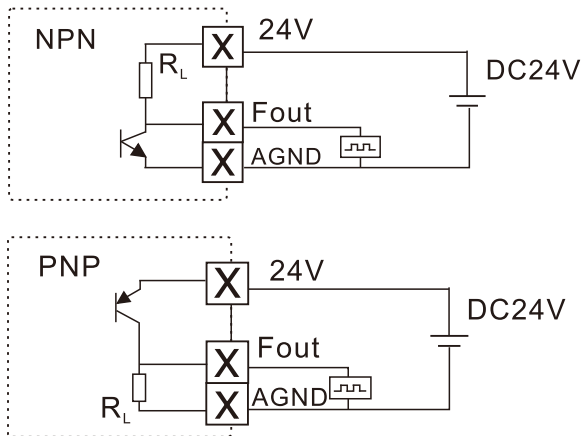 NPN
24V
RL
DC24V
Fout
AGND
PNP
24V
DC24V
Fout
AGND
RL